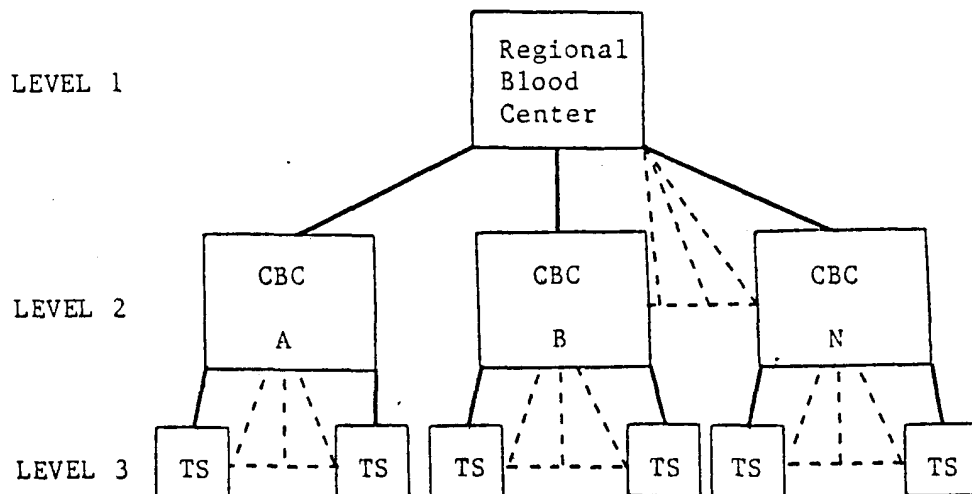 LEVEL 1
Regional
Blood
Center
LEVEL 2
CBC
A
CBC
B
CBC
N
LEVEL 3
TS
TS
TS
TS
TS
TS